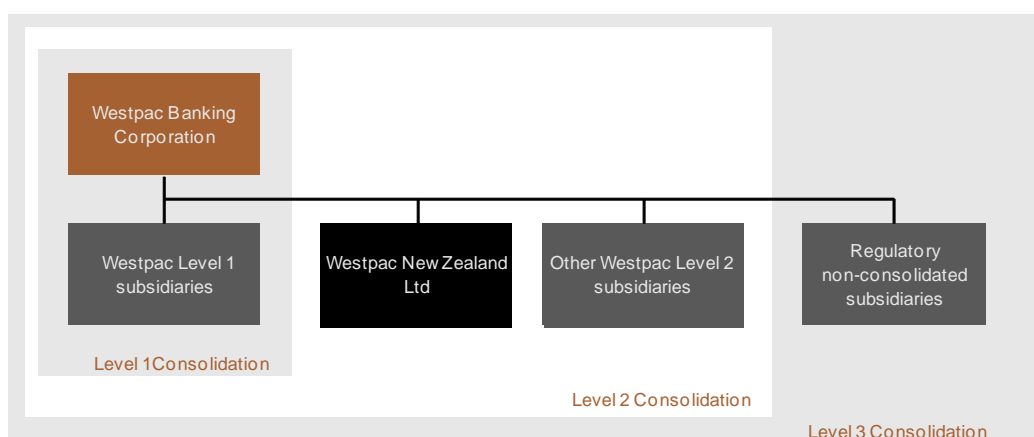 Westpac Banking
Corporation
Westpac Level 1
subsidiaries
Westpac New Zealand
Ltd
Other Westpac Level 2
subsidiaries
Regulatory
non-consolidated
subsidiaries
Level 1Consolidation
Level 2 Consolidation
Level 3 Consolidation